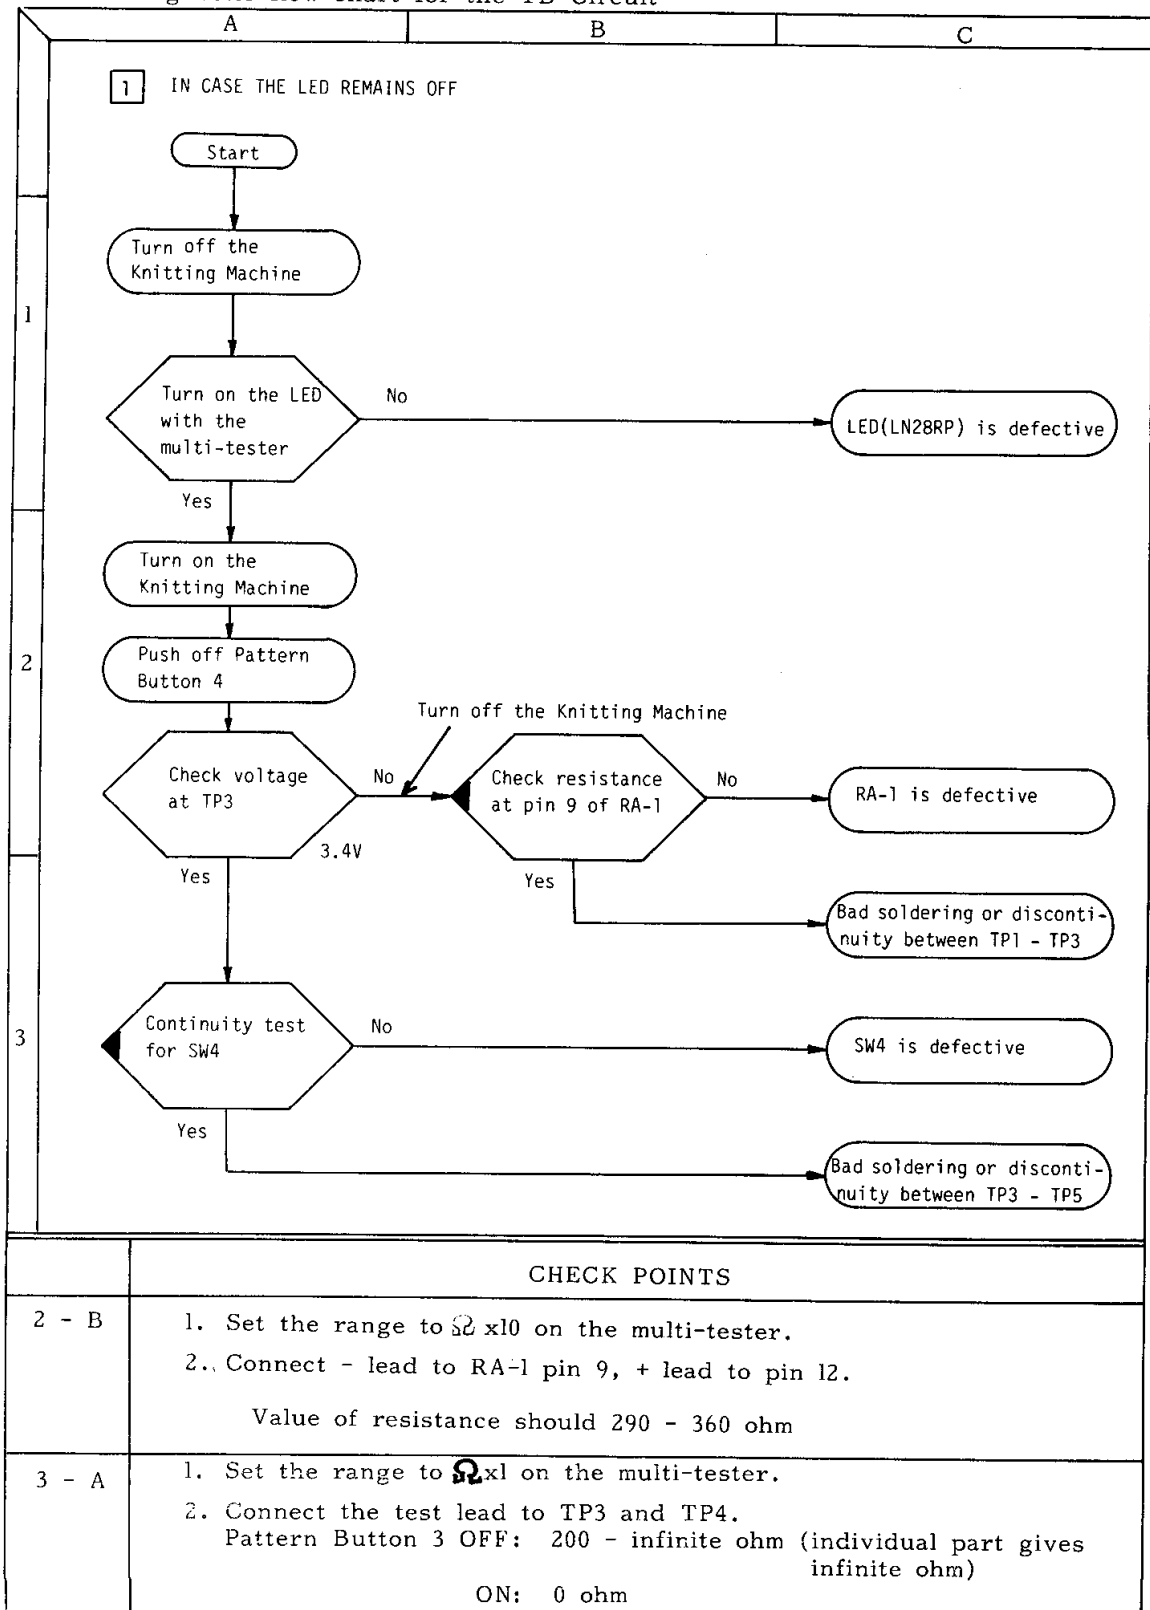 Flow Chart for the PB Circuit
A
B
C
1 IN CASE THE LED REMAINS OFF
Start
Turn off the
Knitting Machine
1
Turn on the LED
with the
multi-tester
No
LED(LN28RP) is defective
Yes
Turn on the
Knitting Machine
2
Push off Pattern
Button 4
Turn off the Knitting Machine
Check voltage
at TP3
No
Check resistance
at pin 9 of RA-1
No
RA-1 is defective
3.4V
Yes
Yes
Bad soldering or disconti-
nuity between TP1 - TP3
3
Continuity test
for SW4
No
SW4 is defective
Yes
Bad soldering or disconti-
nuity between TP3 - TP5
CHECK POINTS
2 - B
1. Set the range to Ω x10 on the multi-tester.
2. Connect - lead to RA-1 pin 9, + lead to pin 12.
Value of resistance should 290 - 360 ohm
3 - A
1. Set the range to Ωx1 on the multi-tester.
2. Connect the test lead to TP3 and TP4.
Pattern Button 3 OFF: 200 - infinite ohm (individual part gives
infinite ohm)
ON: 0 ohm